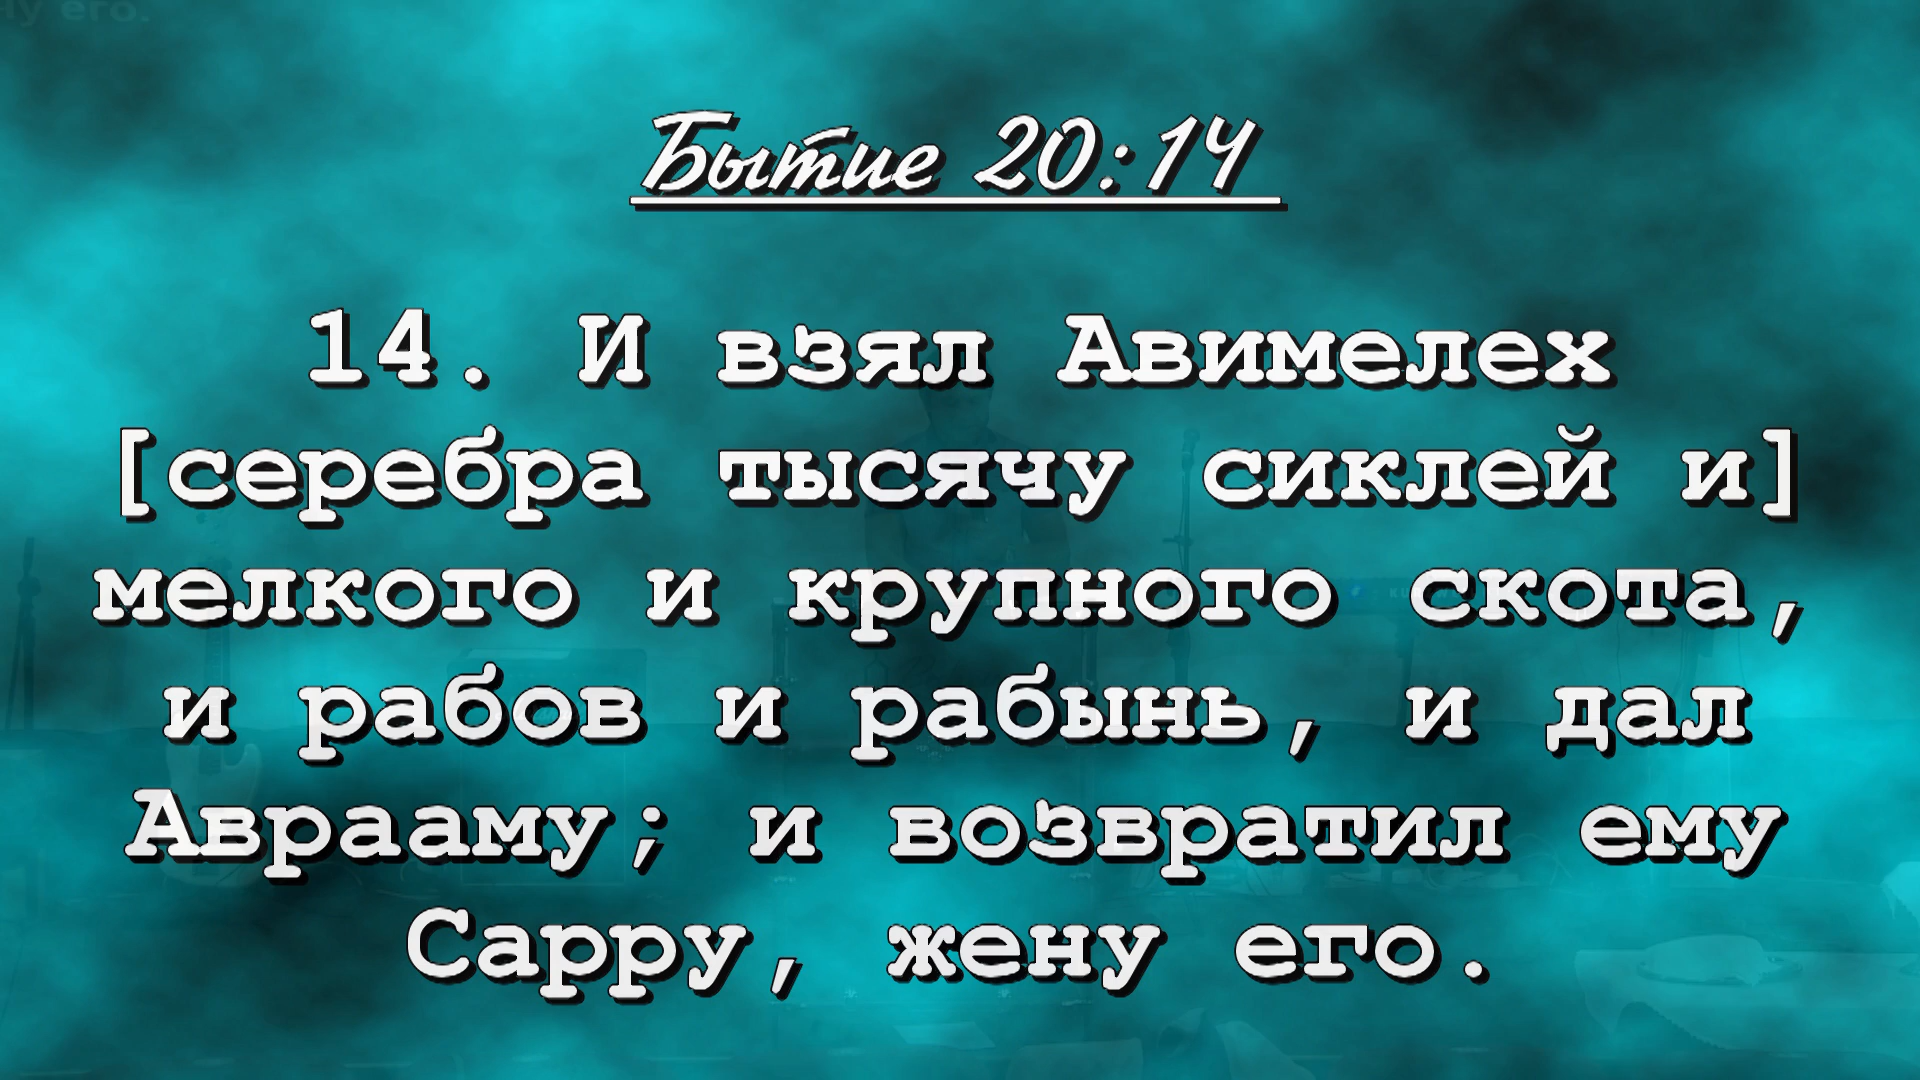 Бытие 20:14
14. И взял Авимелех
[серебра тысячу сиклей и]
мелкого и крупного скота,
и рабов и рабынь, и дал
Аврааму; и возвратил ему
Сарру, жену его.